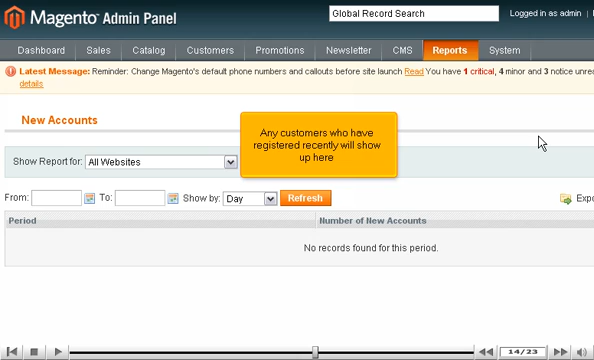 Magento Admin Panel
Global Record Search
Logged in as admin
Dashboard Sales Catalog Customers Promotions Newsletter CMS Reports System
Latest Message: Reminder: Change Magento's default phone numbers and callouts before site launch Read You have 1 critical, 4 minor and 3 notice unrea
details
New Accounts
Any customers who have
registered recently will show
up here
Show Report for: All Websites
From: To: Show by: Day Refresh Expo
Period Number of New Accounts
No records found for this period.
14/23